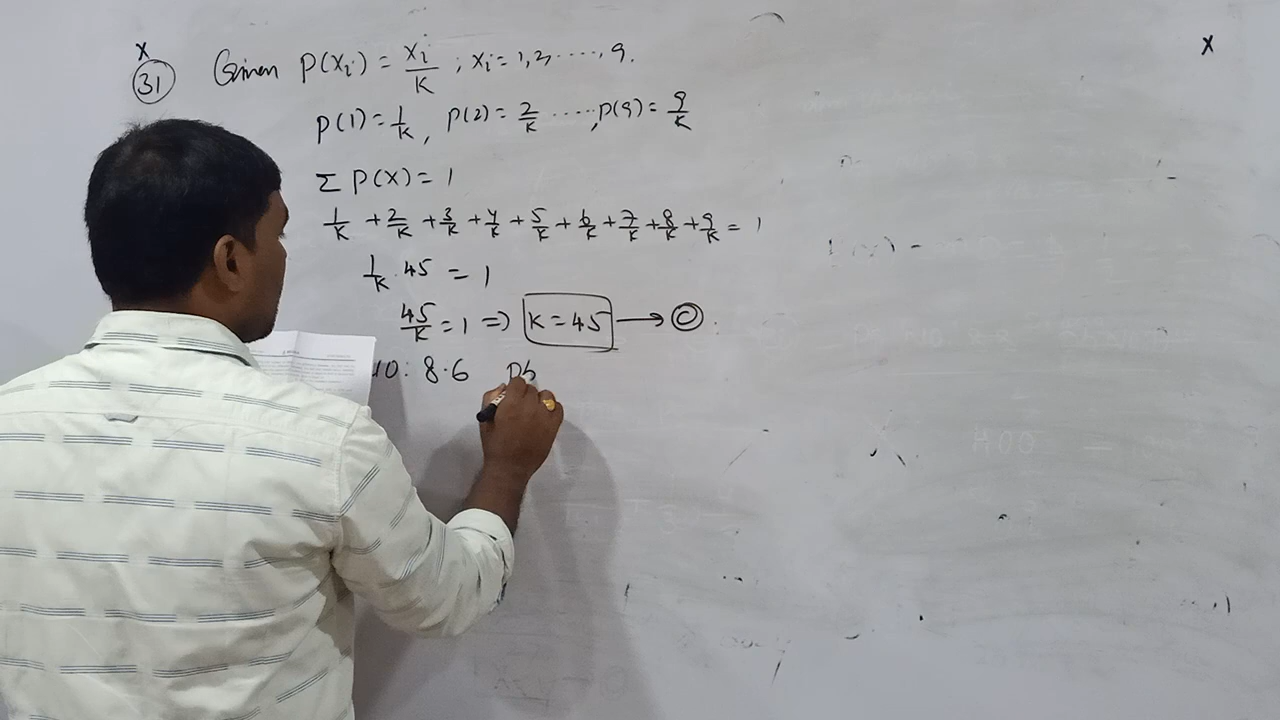 x
x
31 Given P(xi) = xi/K ; xi = 1, 2, ....., 9.
P(1) = 1/K, P(2) = 2/K ....., P(9) = 9/K
Σ P(x) = 1
1/K + 2/K + 3/K + 4/K + 5/K + 6/K + 7/K + 8/K + 9/K = 1
1/K . 45 = 1
45/K = 1 => K = 45 → C
10: 8.6